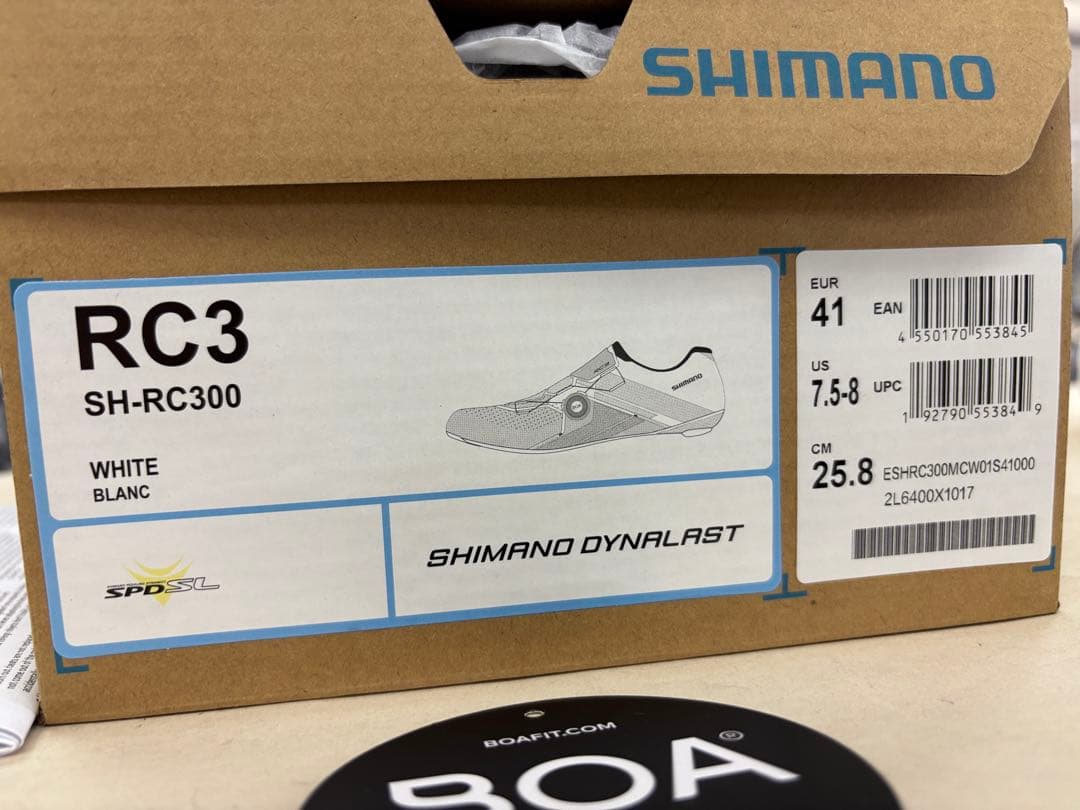 SHIMANO
RC3
SH-RC300
WHITE
BLANC
SHIMANO
SPD-SL
SHIMANO DYNALAST
EUR
41
EAN
4 550170 553845
US
7.5-8
UPC
1 92790 55384 9
CM
25.8
ESHRC300MCW01S41000
2L6400X1017
BOAFIT.COM
BOA®